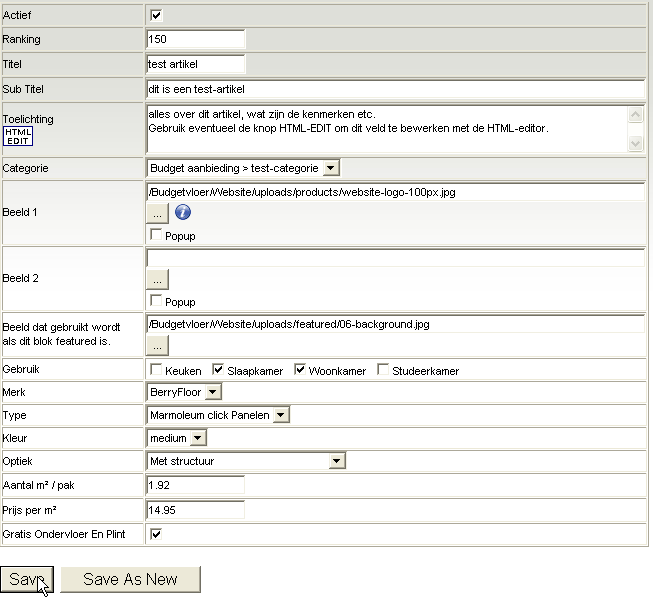 Actief
Ranking 150
Titel test artikel
Sub Titel dit is een test-artikel
Toelichting alles over dit artikel, wat zijn de kenmerken etc.
HTML EDIT Gebruik eventueel de knop HTML-EDIT om dit veld te bewerken met de HTML-editor.
Categorie Budget aanbieding > test-categorie
/Budgetvloer/Website/uploads/products/website-logo-100px.jpg
Beeld 1 ...
Popup
Beeld 2 ...
Popup
Beeld dat gebruikt wordt /Budgetvloer/Website/uploads/featured/06-background.jpg
als dit blok featured is. ...
Gebruik Keuken Slaapkamer Woonkamer Studeerkamer
Merk BerryFloor
Type Marmoleum click Panelen
Kleur medium
Optiek Met structuur
Aantal m² / pak 1.92
Prijs per m² 14.95
Gratis Ondervloer En Plint
Save Save As New